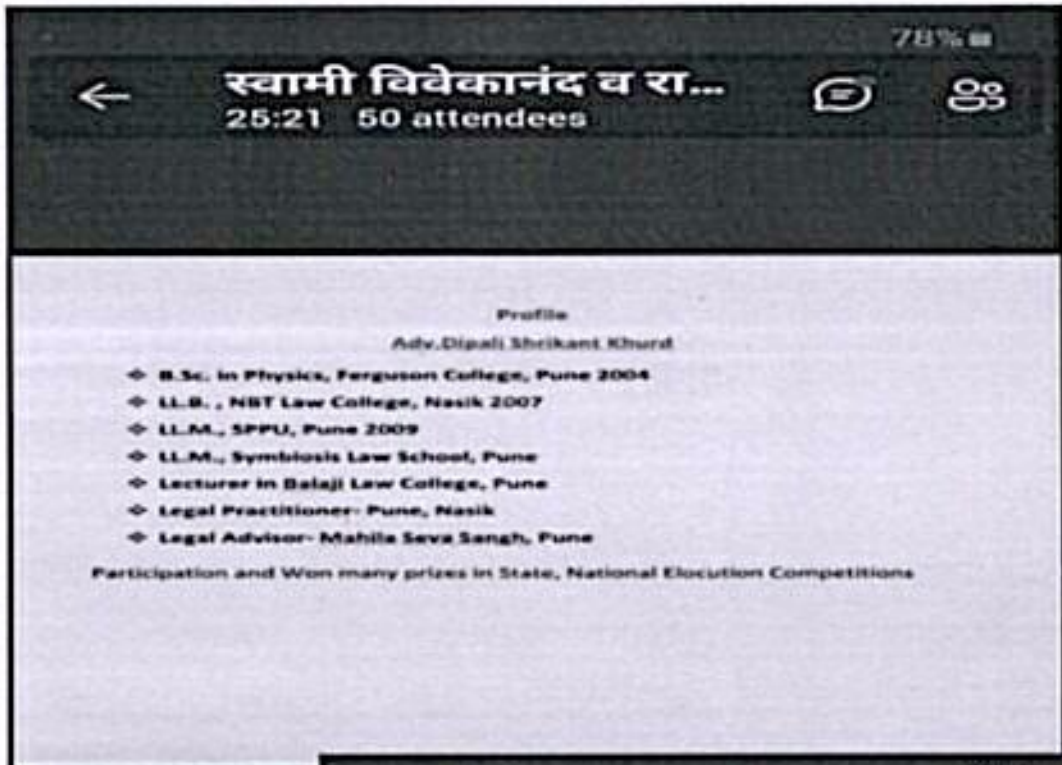 78%
स्वामी विवेकानंद व रा...
25:21 50 attendees
Profile
Adv.Dipali Shrikant Khurd
❖ B.Sc. in Physics, Ferguson College, Pune 2004
❖ LL.B. , NBT Law College, Nasik 2007
❖ LL.M., SPPU, Pune 2009
❖ LL.M., Symbiosis Law School, Pune
❖ Lecturer in Balaji Law College, Pune
❖ Legal Practitioner- Pune, Nasik
❖ Legal Advisor- Mahila Seva Sangh, Pune
Participation and Won many prizes in State, National Elocution Competitions